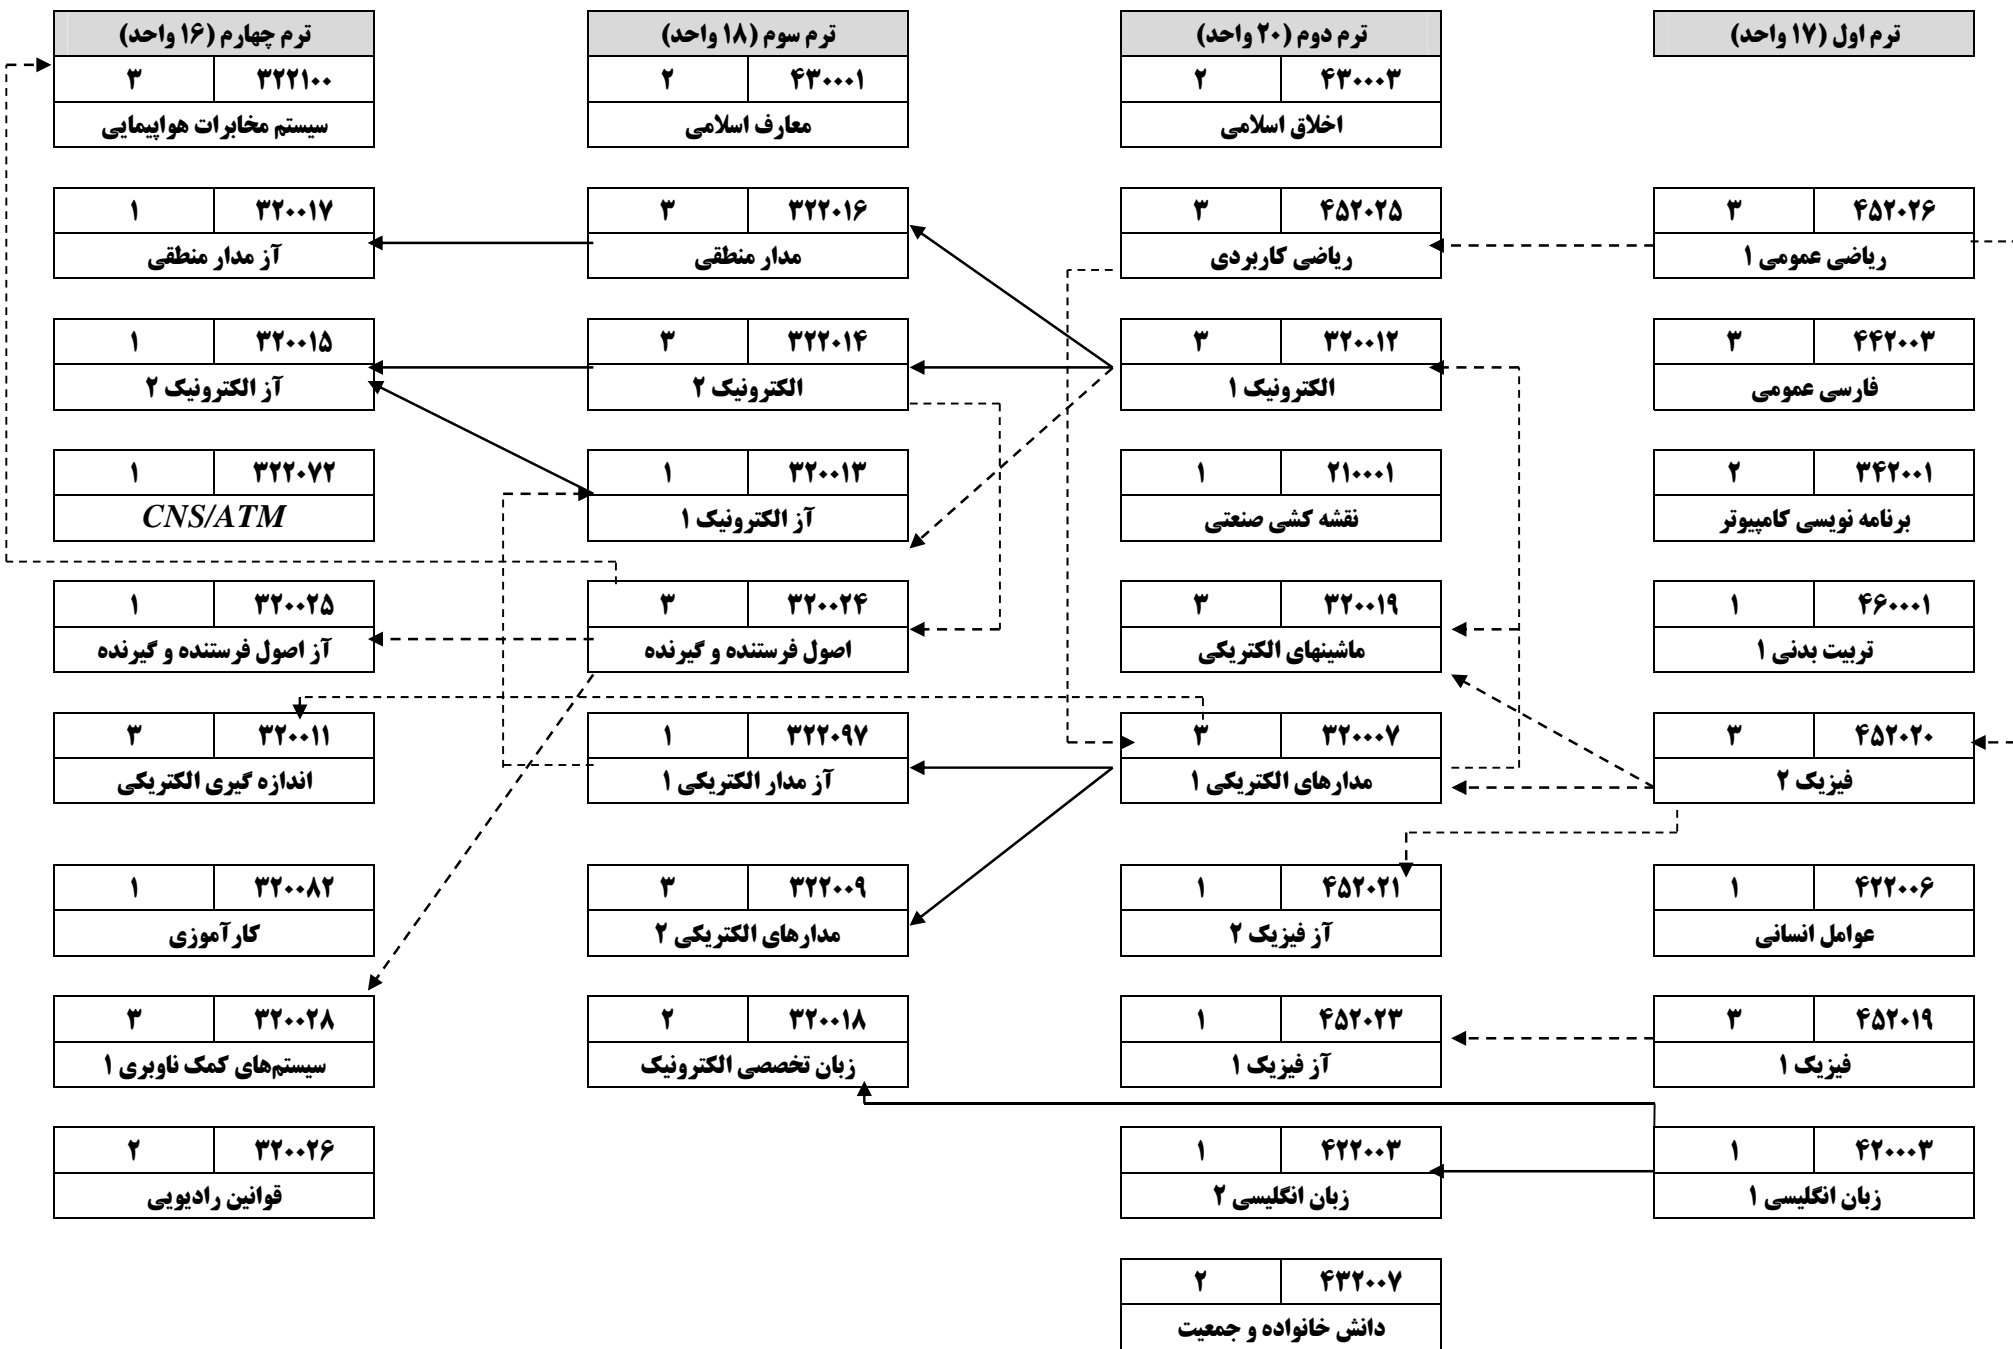 ترم اول (۱۷ واحد)
۴۵۲۰۲۶ ۳
ریاضی عمومی ۱
۴۴۲۰۰۳ ۳
فارسی عمومی
۳۴۲۰۰۱ ۲
برنامه نویسی کامپیوتر
۴۶۰۰۰۱ ۱
تربیت بدنی ۱
۴۵۲۰۲۰ ۳
فیزیک ۲
۴۲۲۰۰۶ ۱
عوامل انسانی
۴۵۲۰۱۹ ۳
فیزیک ۱
۴۲۰۰۰۳ ۱
زبان انگلیسی ۱
ترم دوم (۲۰ واحد)
۴۳۰۰۰۳ ۲
اخلاق اسلامی
۴۵۲۰۲۵ ۳
ریاضی کاربردی
۳۲۰۰۱۲ ۳
الکترونیک ۱
۲۱۰۰۰۱ ۱
نقشه کشی صنعتی
۳۲۰۰۱۹ ۳
ماشینهای الکتریکی
۳۲۰۰۰۷ ۳
مدارهای الکتریکی ۱
۴۵۲۰۲۱ ۱
آز فیزیک ۲
۴۵۲۰۲۳ ۱
آز فیزیک ۱
۴۲۲۰۰۳ ۱
زبان انگلیسی ۲
۴۳۲۰۰۷ ۲
دانش خانواده و جمعیت
ترم سوم (۱۸ واحد)
۴۳۰۰۰۱ ۲
معارف اسلامی
۳۲۲۰۱۶ ۳
مدار منطقی
۳۲۲۰۱۴ ۳
الکترونیک ۲
۳۲۰۰۱۳ ۱
آز الکترونیک ۱
۳۲۰۰۲۴ ۳
اصول فرستنده و گیرنده
۳۲۲۰۹۷ ۱
آز مدار الکتریکی ۱
۳۲۲۰۰۹ ۳
مدارهای الکتریکی ۲
۳۲۰۰۱۸ ۲
زبان تخصصی الکترونیک
ترم چهارم (۱۶ واحد)
۳۲۲۱۰۰ ۳
سیستم مخابرات هواپیمایی
۳۲۰۰۱۷ ۱
آز مدار منطقی
۳۲۰۰۱۵ ۱
آز الکترونیک ۲
۳۲۲۰۷۲ ۱
CNS/ATM
۳۲۰۰۲۵ ۱
آز اصول فرستنده و گیرنده
۳۲۰۰۱۱ ۳
اندازه گیری الکتریکی
۳۲۰۰۸۲ ۱
کارآموزی
۳۲۰۰۲۸ ۳
سیستم‌های کمک ناوبری ۱
۳۲۰۰۲۶ ۲
قوانین رادیویی